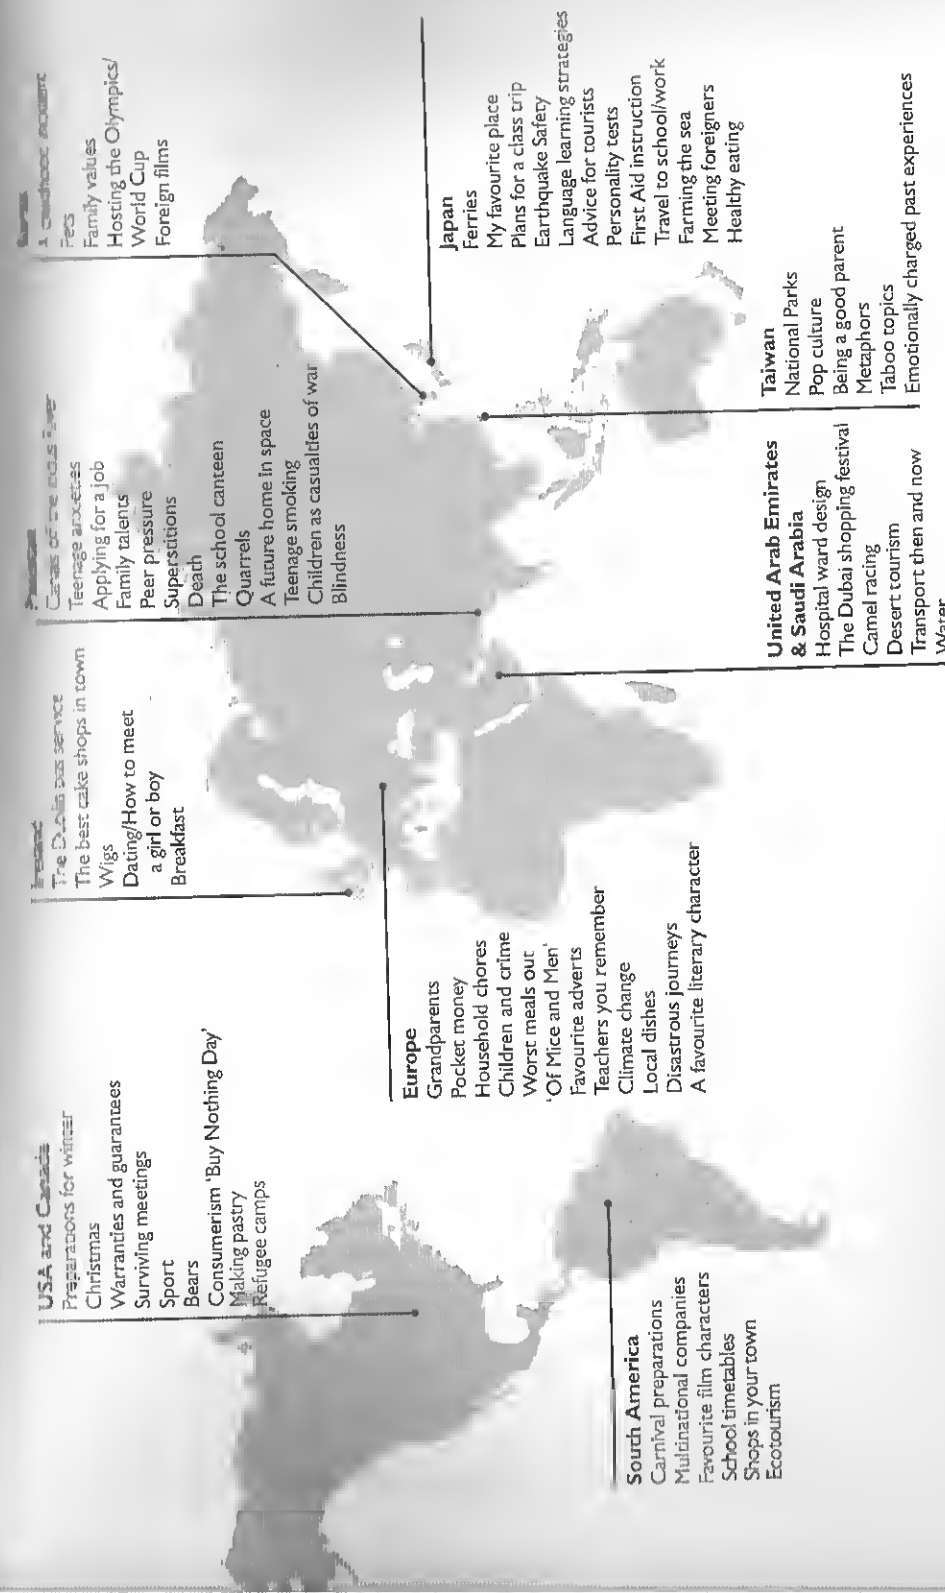 USA and Canada
Preparations for winter
Christmas
Warranties and guarantees
Surviving meetings
Sport
Bears
Consumerism 'Buy Nothing Day'
Making pastry
Refugee camps
The Dublin bus service
The best cake shops in town
Wigs
Dating/How to meet
a girl or boy
Breakfast
Teenage anxieties
Applying for a job
Family talents
Peer pressure
Superstitions
Death
The school canteen
Quarrels
A future home in space
Teenage smoking
Children as casualties of war
Blindness
Pets
Family values
Hosting the Olympics/
World Cup
Foreign films
Europe
Grandparents
Pocket money
Household chores
Children and crime
Worst meals out
'Of Mice and Men'
Favourite adverts
Teachers you remember
Climate change
Local dishes
Disastrous journeys
A favourite literary character
Japan
Ferries
My favourite place
Plans for a class trip
Earthquake Safety
Language learning strategies
Advice for tourists
Personality tests
First Aid instruction
Travel to school/work
Farming the sea
Meeting foreigners
Healthy eating
South America
Carnival preparations
Multinational companies
Favourite film characters
School timetables
Shops in your town
Ecotourism
United Arab Emirates
& Saudi Arabia
Hospital ward design
The Dubai shopping festival
Camel racing
Desert tourism
Transport then and now
Water
Taiwan
National Parks
Pop culture
Being a good parent
Metaphors
Taboo topics
Emotionally charged past experiences